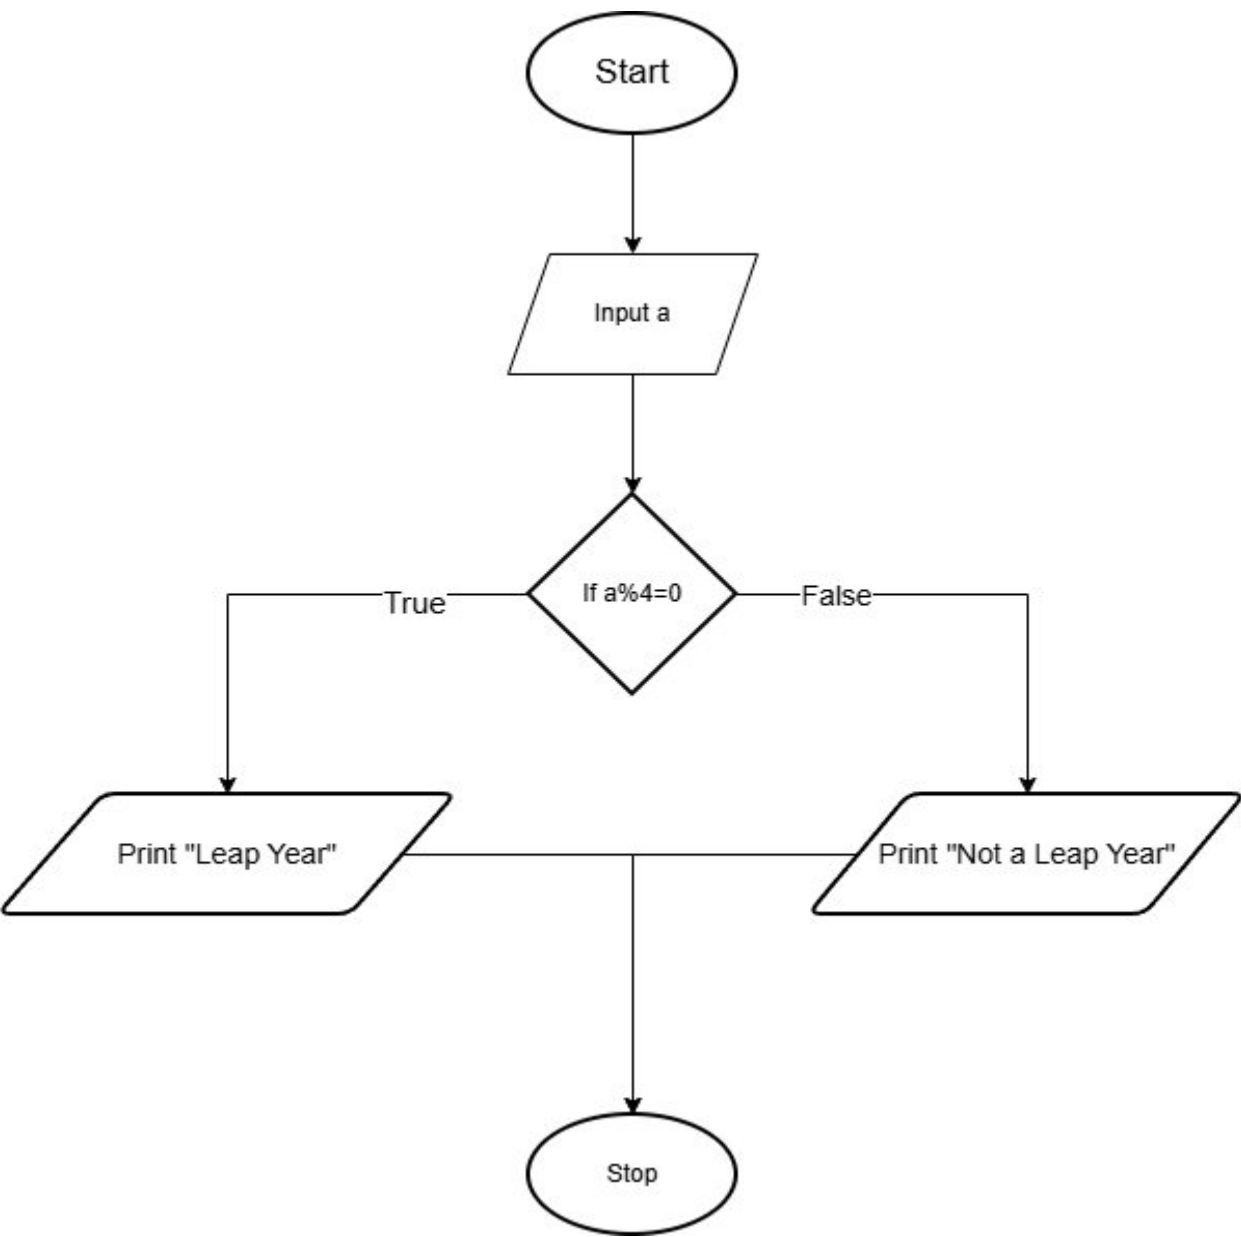 Start
Input a
If a%4=0
True
False
Print "Leap Year"
Print "Not a Leap Year"
Stop